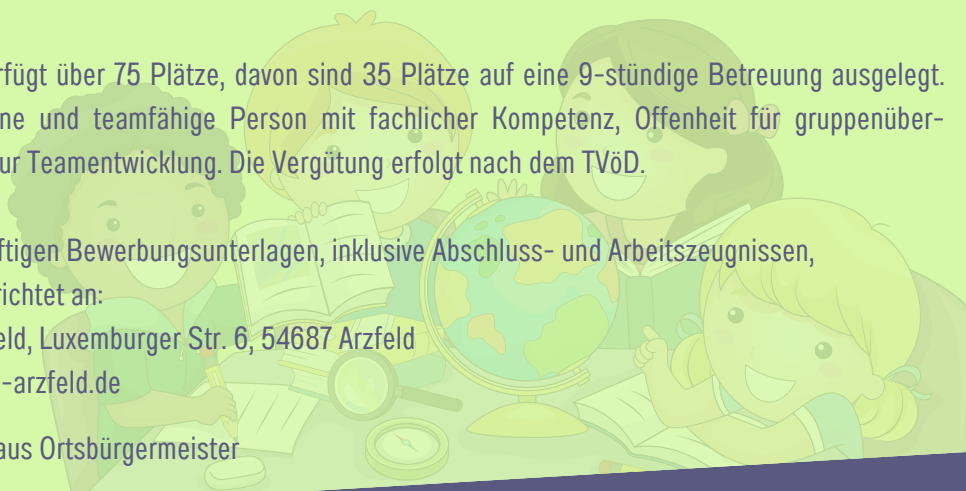 rfügt über 75 Plätze, davon sind 35 Plätze auf eine 9-stündige Betreuung ausgelegt.
ne und teamfähige Person mit fachlicher Kompetenz, Offenheit für gruppenüber-
ur Teamentwicklung. Die Vergütung erfolgt nach dem TVöD.
ftigen Bewerbungsunterlagen, inklusive Abschluss- und Arbeitszeugnissen,
richtet an:
eld, Luxemburger Str. 6, 54687 Arzfeld
-arzfeld.de
aus Ortsbürgermeister